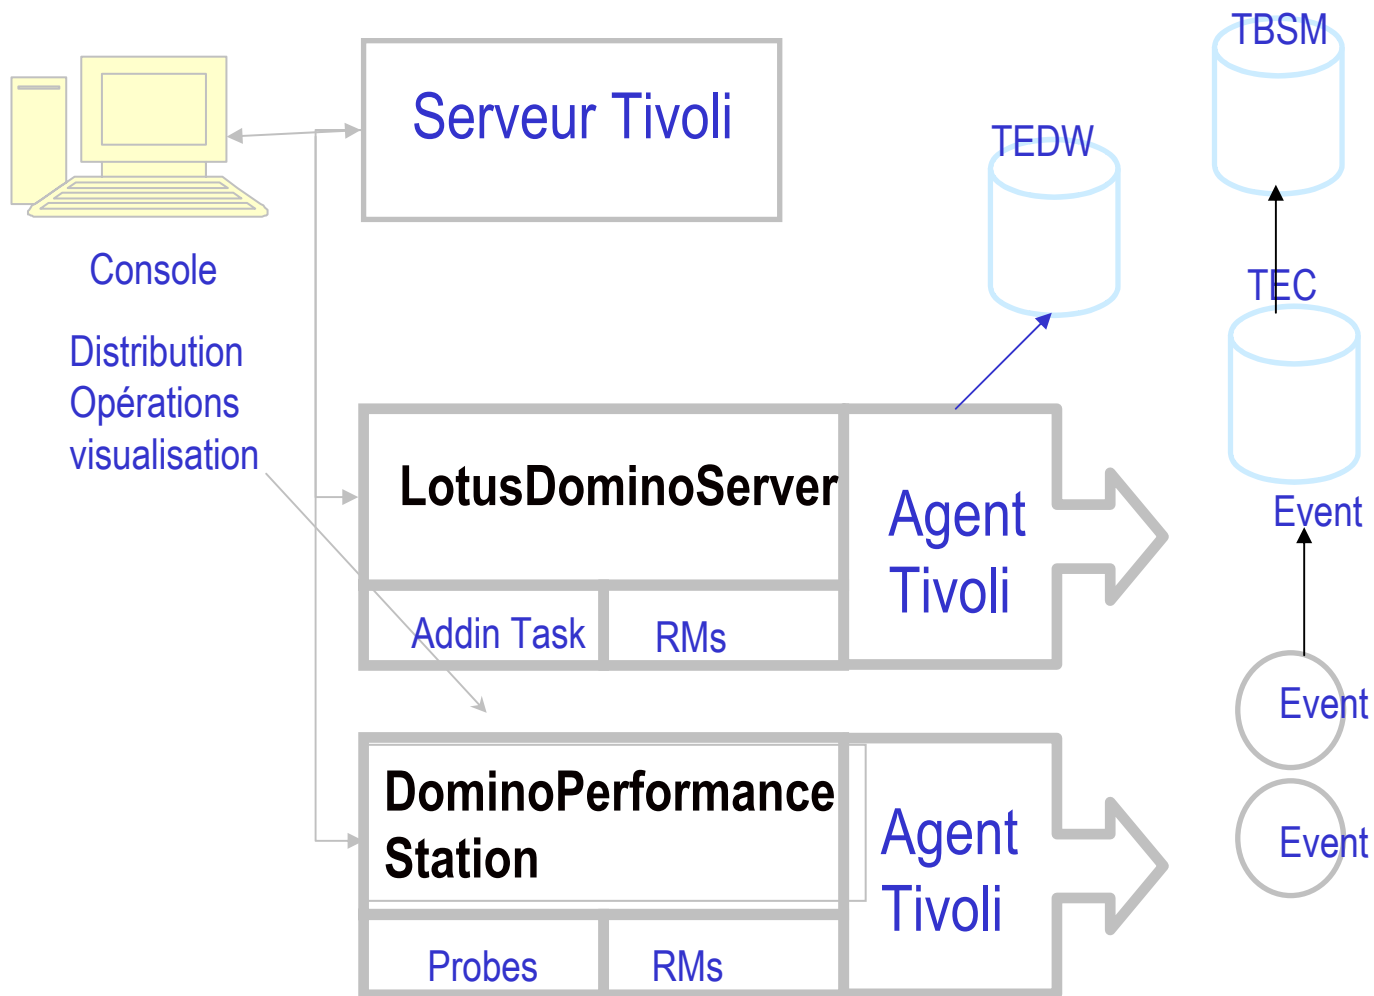 TBSM
Serveur Tivoli
TEDW
Console
TEC
Distribution
Opérations
visualisation
LotusDominoServer
Agent
Tivoli
Event
Addin Task
RMs
Event
DominoPerformance
Station
Agent
Tivoli
Event
Probes
RMs